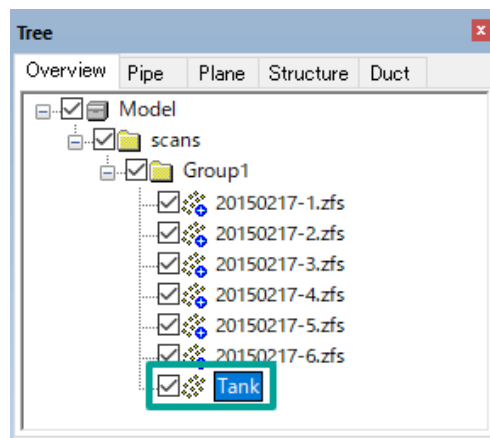 Tree
Overview Pipe Plane Structure Duct
Model
scans
Group1
20150217-1.zfs
20150217-2.zfs
20150217-3.zfs
20150217-4.zfs
20150217-5.zfs
20150217-6.zfs
Tank